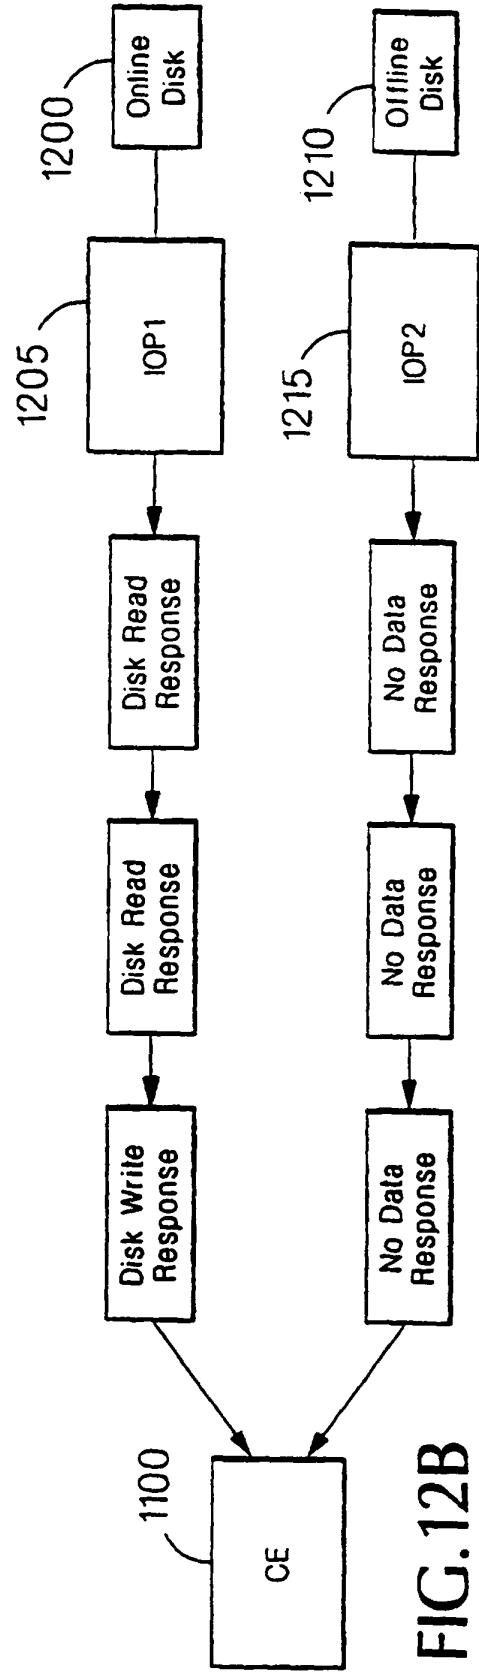 1100
CE
Disk Write
Response
Disk Read
Response
Disk Read
Response
1205
IOP1
1200
Online
Disk
No Data
Response
No Data
Response
No Data
Response
1215
IOP2
1210
Offline
Disk
FIG. 12B